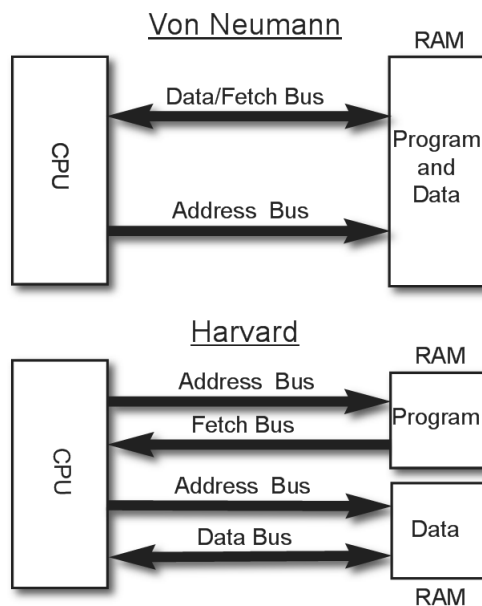 Von Neumann
RAM
CPU
Data/Fetch Bus
Address Bus
Program
and
Data
Harvard
RAM
CPU
Address Bus
Fetch Bus
Program
Address Bus
Data Bus
Data
RAM